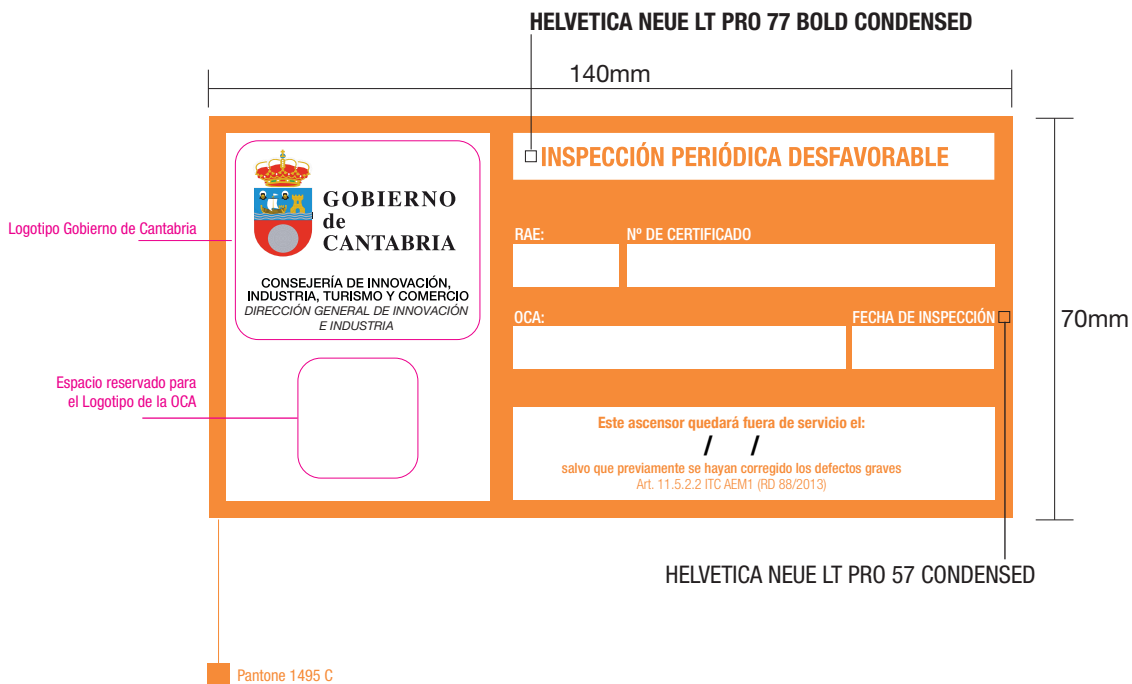 HELVETICA NEUE LT PRO 77 BOLD CONDENSED
140mm
INSPECCIÓN PERIÓDICA DESFAVORABLE
GOBIERNO
de
CANTABRIA
Logotipo Gobierno de Cantabria
CONSEJERÍA DE INNOVACIÓN,
INDUSTRIA, TURISMO Y COMERCIO
DIRECCIÓN GENERAL DE INNOVACIÓN
E INDUSTRIA
RAE:
Nº DE CERTIFICADO
OCA:
FECHA DE INSPECCIÓN
70mm
Espacio reservado para
el Logotipo de la OCA
Este ascensor quedará fuera de servicio el:
/ /
salvo que previamente se hayan corregido los defectos graves
Art. 11.5.2.2 ITC AEM1 (RD 88/2013)
HELVETICA NEUE LT PRO 57 CONDENSED
Pantone 1495 C